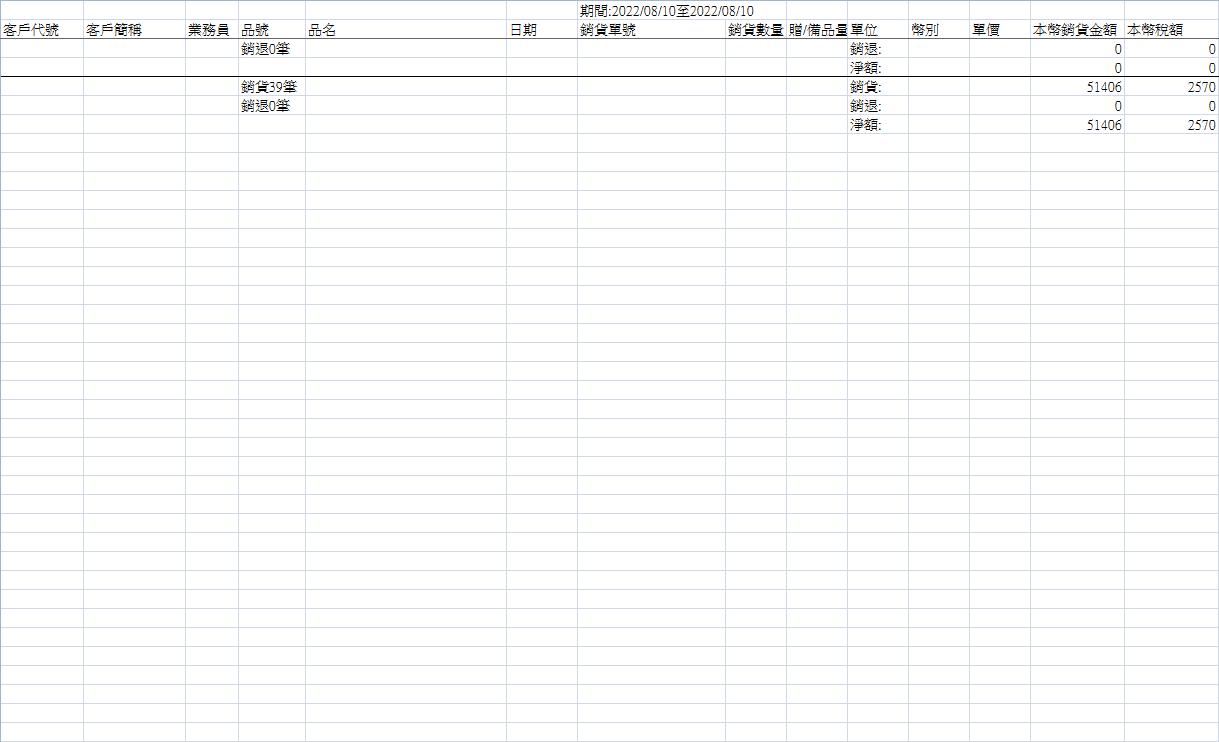 期間:2022/08/10至2022/08/10
客戶代號 客戶簡稱 業務員 品號 品名 日期 銷貨單號 銷貨數量 贈/備品量 單位 幣別 單價 本幣銷貨金額 本幣稅額
銷退0筆 銷退: 0 0
淨額: 0 0
銷貨39筆 銷貨: 51406 2570
銷退0筆 銷退: 0 0
淨額: 51406 2570